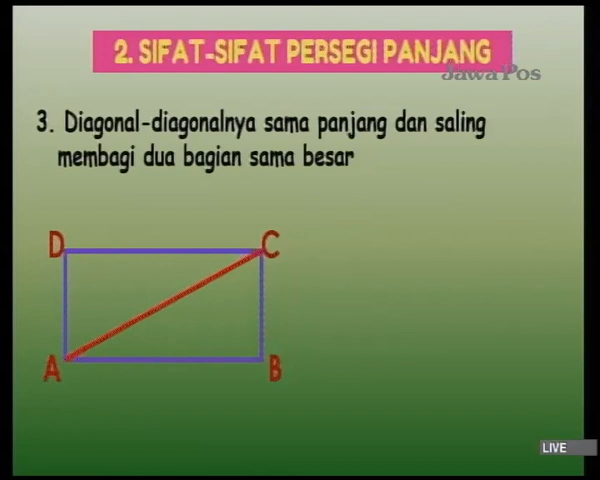 2. SIFAT-SIFAT PERSEGI PANJANG
JawaPos
3. Diagonal-diagonalnya sama panjang dan saling
membagi dua bagian sama besar
D
C
A
B
LIVE